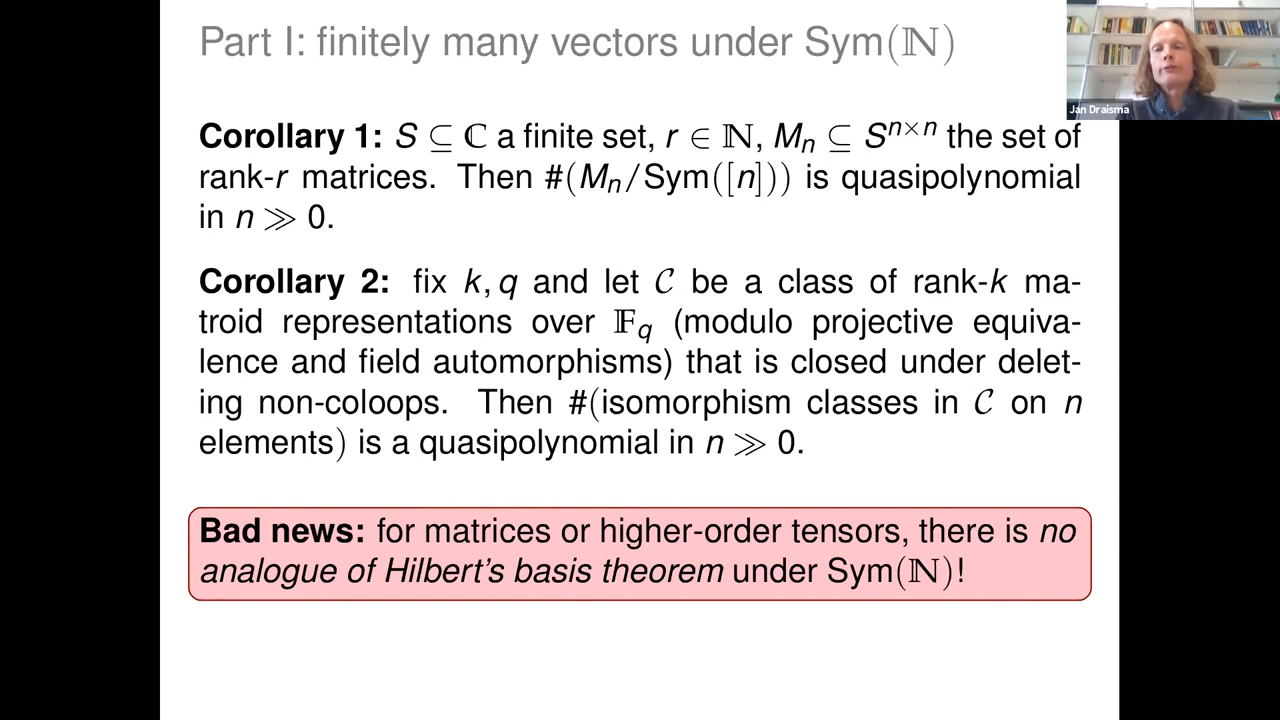 Part I: finitely many vectors under Sym(ℕ)
Jan Draisma
Corollary 1: S ⊆ ℂ a finite set, r ∈ ℕ, Mₙ ⊆ Sⁿˣⁿ the set of
rank-r matrices. Then #(Mₙ/Sym([n])) is quasipolynomial
in n ≫ 0.
Corollary 2: fix k, q and let 𝒞 be a class of rank-k ma-
troid representations over 𝔽_q (modulo projective equiva-
lence and field automorphisms) that is closed under delet-
ing non-coloops. Then #(isomorphism classes in 𝒞 on n
elements) is a quasipolynomial in n ≫ 0.
Bad news: for matrices or higher-order tensors, there is no
analogue of Hilbert's basis theorem under Sym(ℕ)!